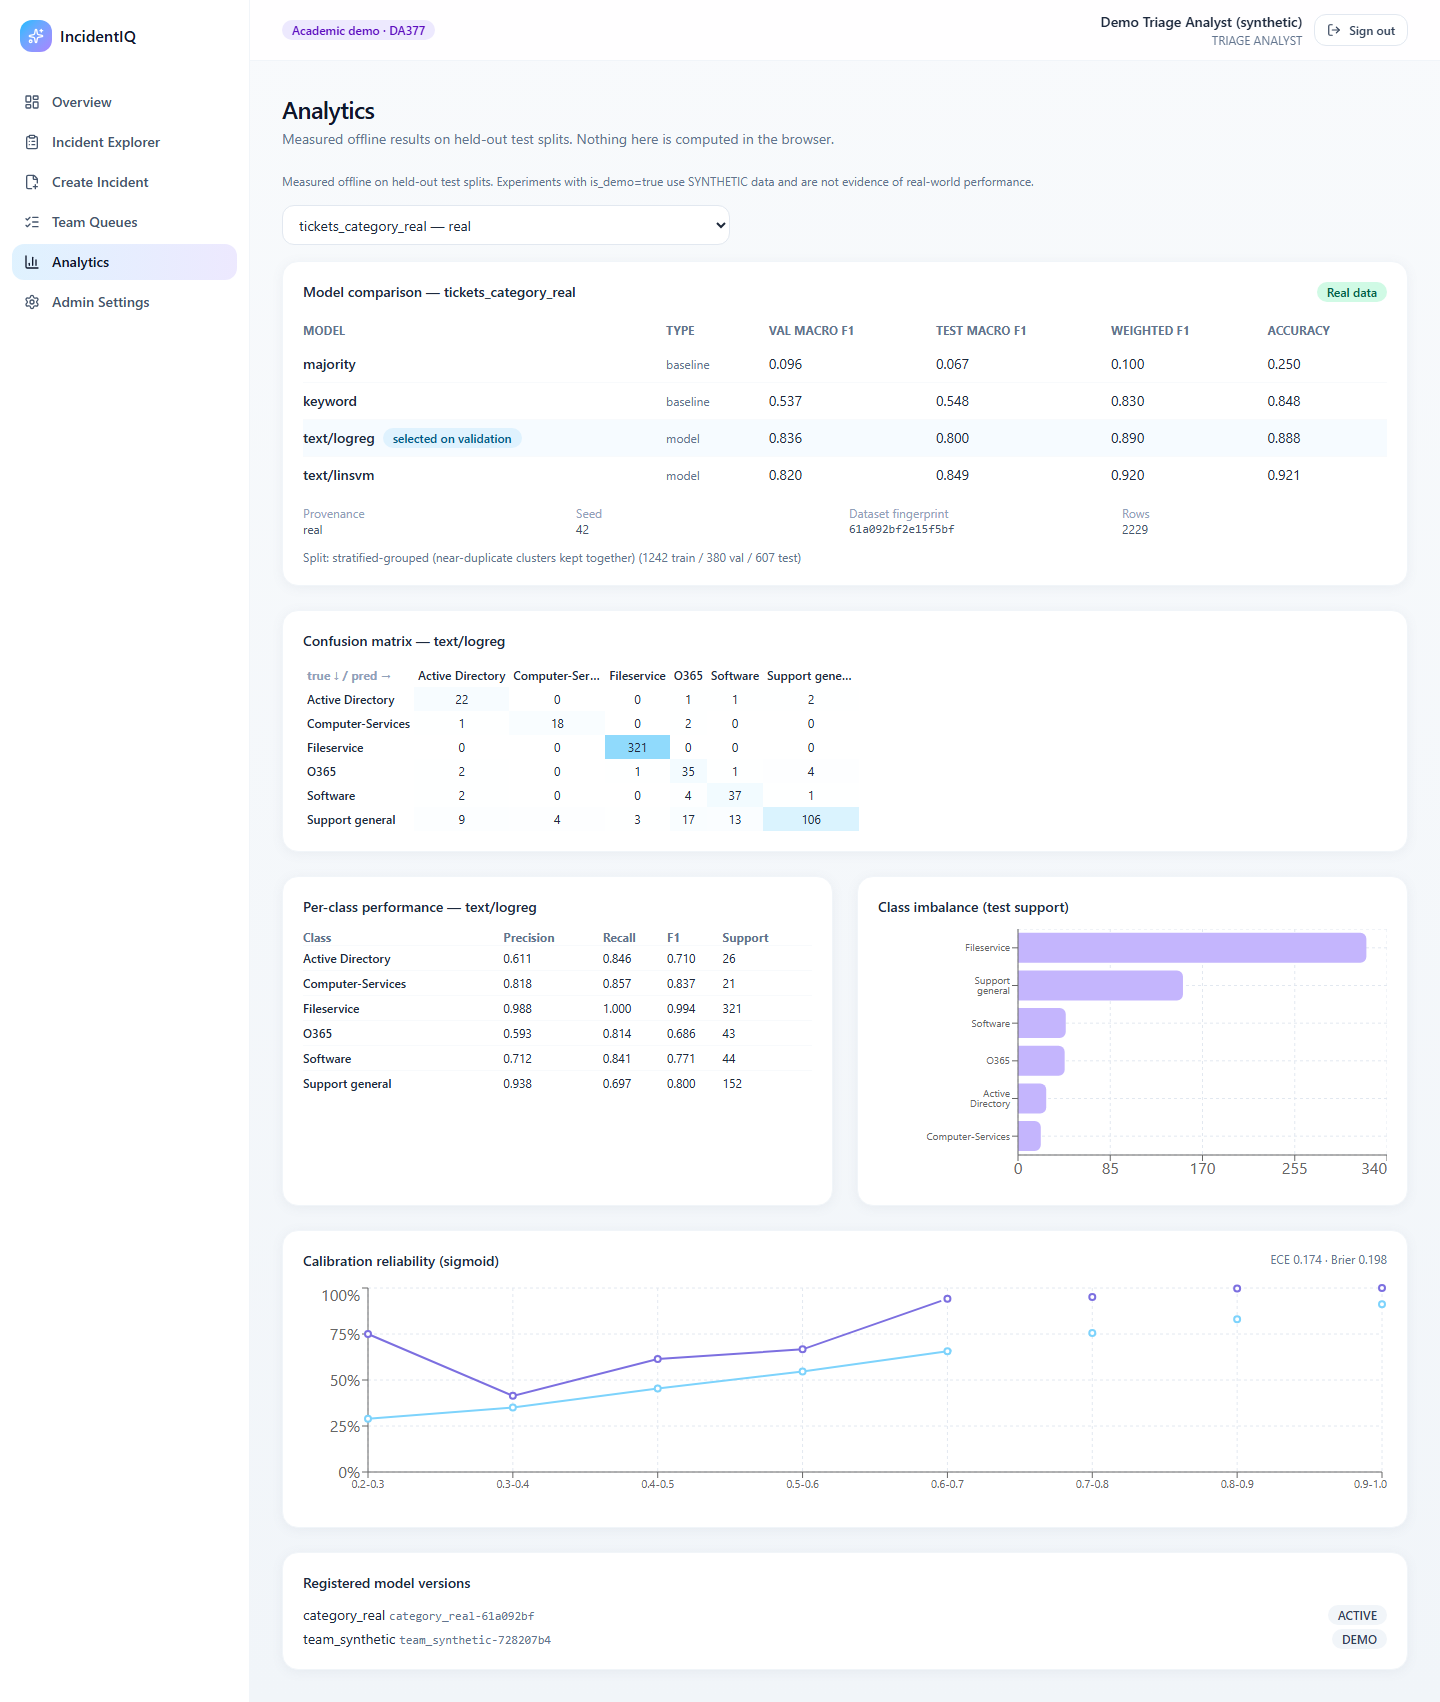 IncidentIQ
Overview
Incident Explorer
Create Incident
Team Queues
Analytics
Admin Settings
Academic demo · DA377
Demo Triage Analyst (synthetic)
TRIAGE ANALYST
Sign out
Analytics
Measured offline results on held-out test splits. Nothing here is computed in the browser.
Measured offline on held-out test splits. Experiments with is_demo=true use SYNTHETIC data and are not evidence of real-world performance.
tickets_category_real — real
Model comparison — tickets_category_real
Real data
MODEL TYPE VAL MACRO F1 TEST MACRO F1 WEIGHTED F1 ACCURACY
majority baseline 0.096 0.067 0.100 0.250
keyword baseline 0.537 0.548 0.830 0.848
text/logreg selected on validation model 0.836 0.800 0.890 0.888
text/linsvm model 0.820 0.849 0.920 0.921
Provenance Seed Dataset fingerprint Rows
real 42 61a092bf2e15f5bf 2229
Split: stratified-grouped (near-duplicate clusters kept together) (1242 train / 380 val / 607 test)
Confusion matrix — text/logreg
true ↓ / pred → Active Directory Computer-Ser... Fileservice O365 Software Support gene...
Active Directory 22 0 0 1 1 2
Computer-Services 1 18 0 2 0 0
Fileservice 0 0 321 0 0 0
O365 2 0 1 35 1 4
Software 2 0 0 4 37 1
Support general 9 4 3 17 13 106
Per-class performance — text/logreg
Class Precision Recall F1 Support
Active Directory 0.611 0.846 0.710 26
Computer-Services 0.818 0.857 0.837 21
Fileservice 0.988 1.000 0.994 321
O365 0.593 0.814 0.686 43
Software 0.712 0.841 0.771 44
Support general 0.938 0.697 0.800 152
Class imbalance (test support)
Fileservice
Support
general
Software
O365
Active
Directory
Computer-Services
0 85 170 255 340
Calibration reliability (sigmoid)
ECE 0.174 · Brier 0.198
100%
75%
50%
25%
0%
0.2-0.3 0.3-0.4 0.4-0.5 0.5-0.6 0.6-0.7 0.7-0.8 0.8-0.9 0.9-1.0
Registered model versions
category_real category_real-61a092bf ACTIVE
team_synthetic team_synthetic-728207b4 DEMO